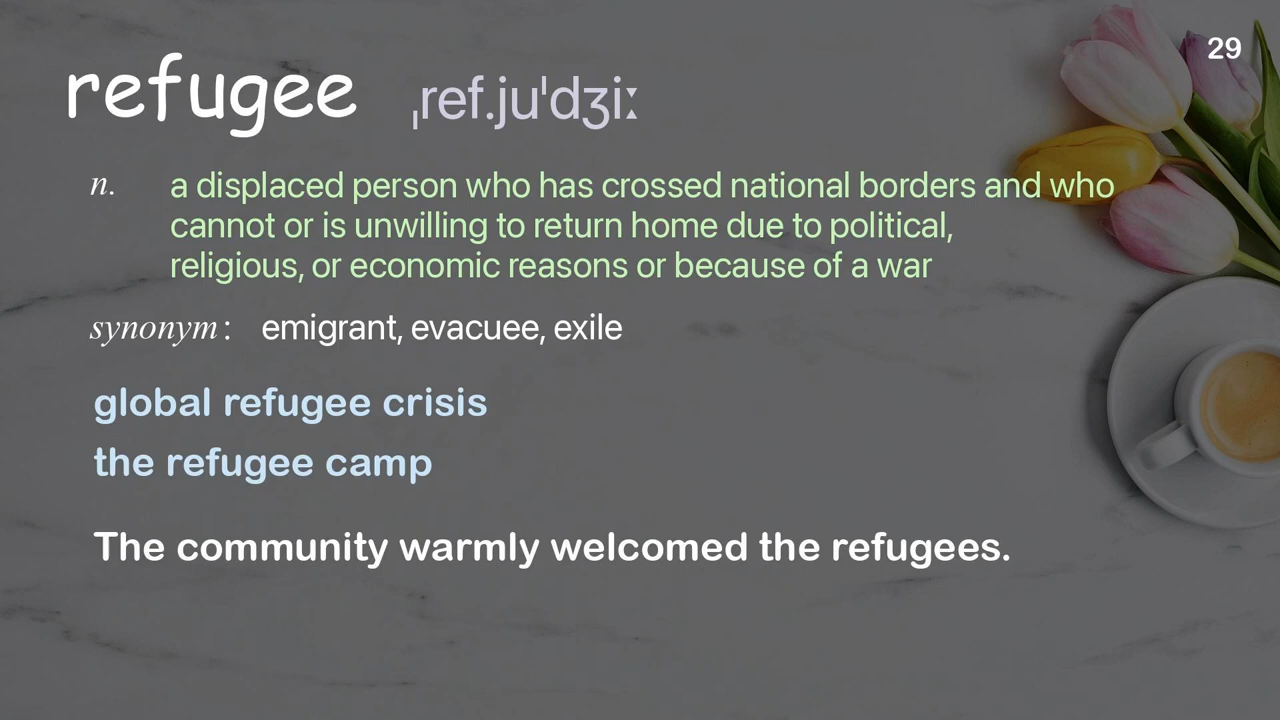 29
refugee ˌref.juˈdʒiː
n. a displaced person who has crossed national borders and who
cannot or is unwilling to return home due to political,
religious, or economic reasons or because of a war
synonym: emigrant, evacuee, exile
global refugee crisis
the refugee camp
The community warmly welcomed the refugees.